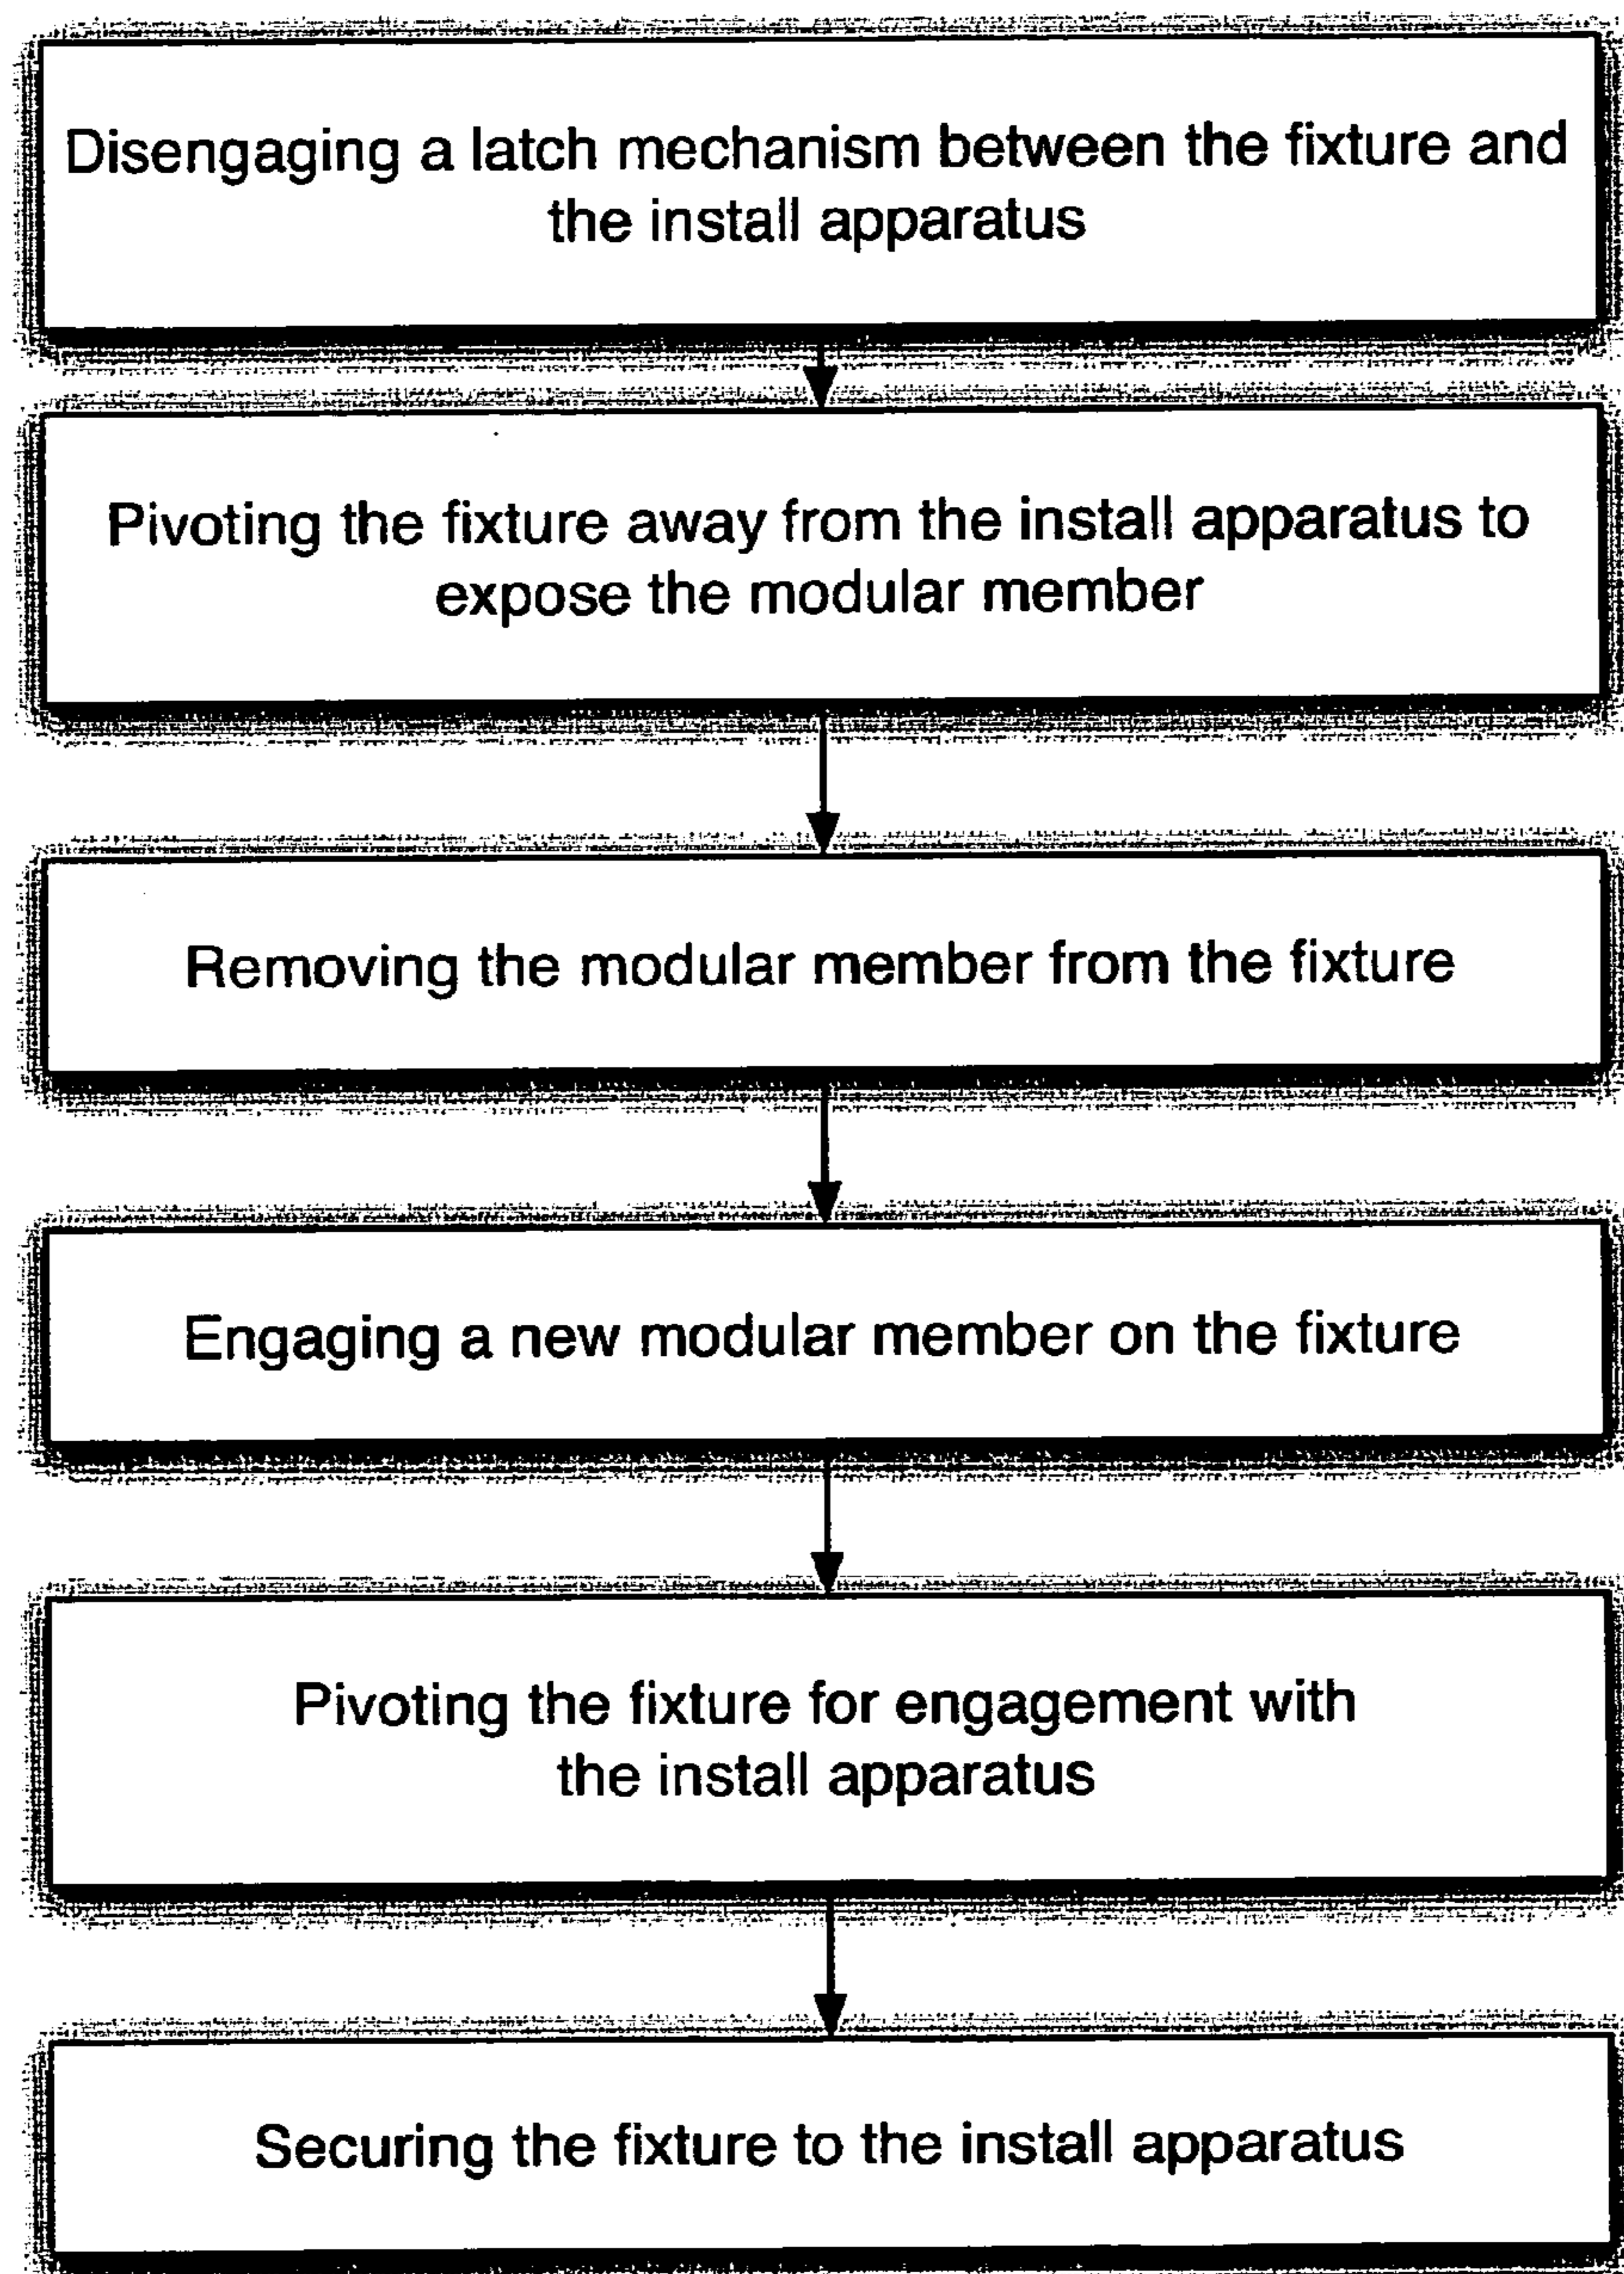 Disengaging a latch mechanism between the fixture and
the install apparatus
Pivoting the fixture away from the install apparatus to
expose the modular member
Removing the modular member from the fixture
Engaging a new modular member on the fixture
Pivoting the fixture for engagement with
the install apparatus
Securing the fixture to the install apparatus